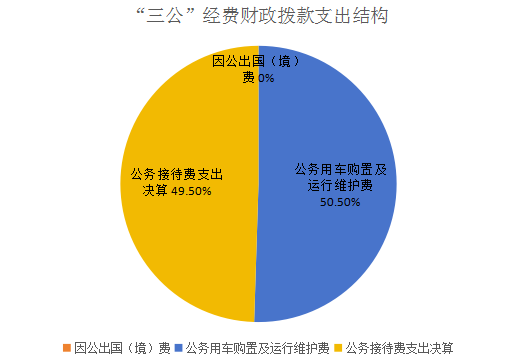 “三公”经费财政拨款支出结构
因公出国（境）
费 0%
公务接待费支出
决算 49.50%
公务用车购置及
运行维护费
50.50%
因公出国（境）费 公务用车购置及运行维护费 公务接待费支出决算